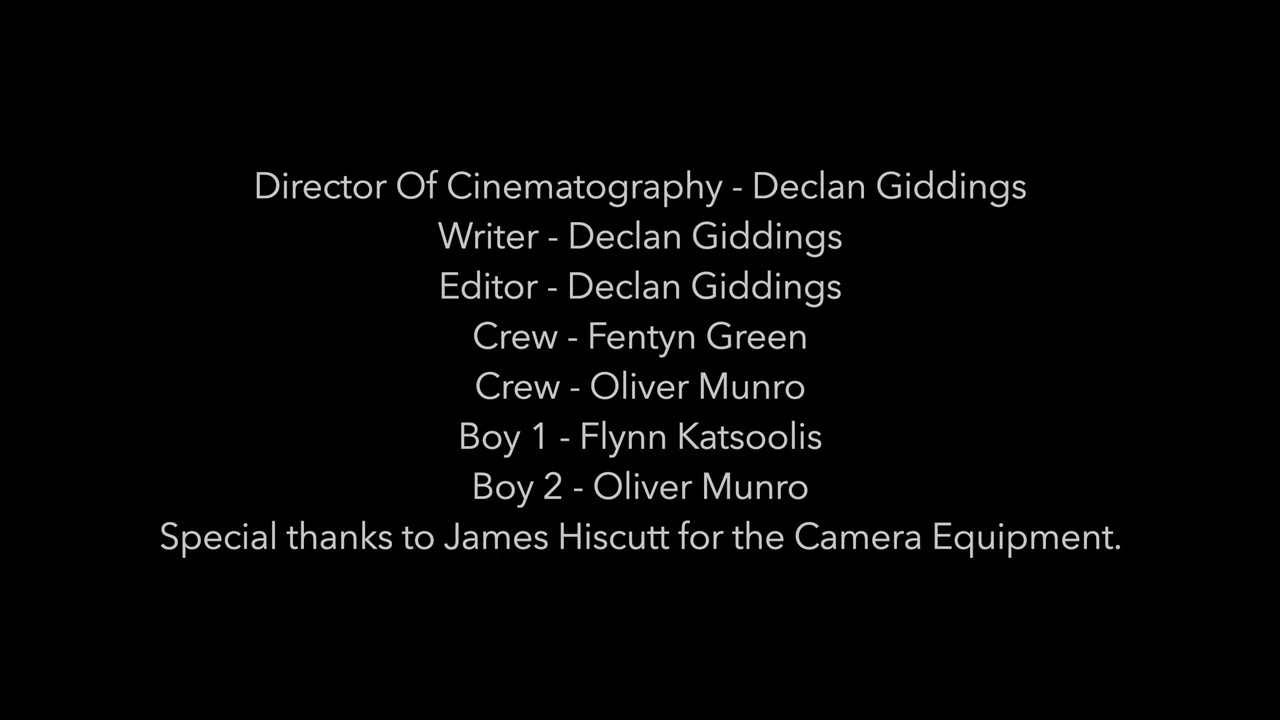 Director Of Cinematography - Declan Giddings
Writer - Declan Giddings
Editor - Declan Giddings
Crew - Fentyn Green
Crew - Oliver Munro
Boy 1 - Flynn Katsoolis
Boy 2 - Oliver Munro
Special thanks to James Hiscutt for the Camera Equipment.